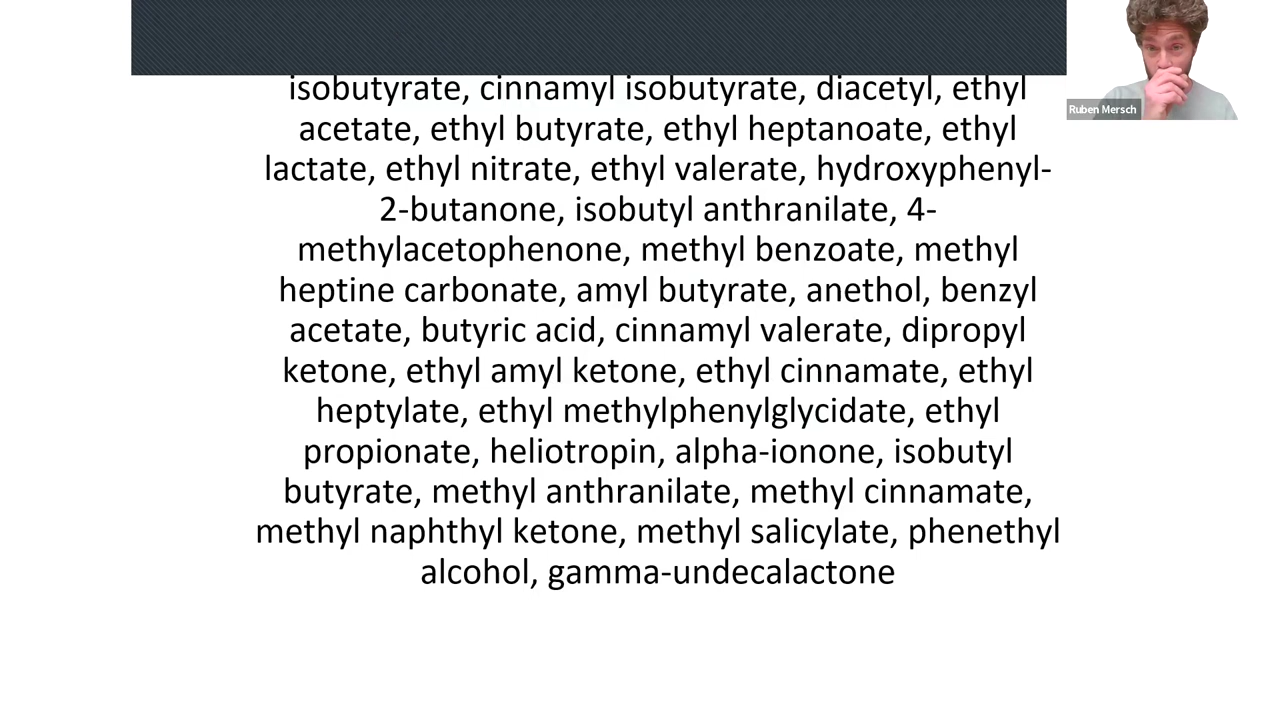 isobutyrate, cinnamyl isobutyrate, diacetyl, ethyl
acetate, ethyl butyrate, ethyl heptanoate, ethyl
lactate, ethyl nitrate, ethyl valerate, hydroxyphenyl-
2-butanone, isobutyl anthranilate, 4-
methylacetophenone, methyl benzoate, methyl
heptine carbonate, amyl butyrate, anethol, benzyl
acetate, butyric acid, cinnamyl valerate, dipropyl
ketone, ethyl amyl ketone, ethyl cinnamate, ethyl
heptylate, ethyl methylphenylglycidate, ethyl
propionate, heliotropin, alpha-ionone, isobutyl
butyrate, methyl anthranilate, methyl cinnamate,
methyl naphthyl ketone, methyl salicylate, phenethyl
alcohol, gamma-undecalactone
Ruben Mersch